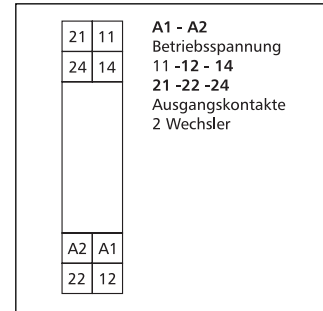 21 11
24 14
A2 A1
22 12
A1 - A2
Betriebsspannung
11 -12 - 14
21 -22 -24
Ausgangskontakte
2 Wechsler